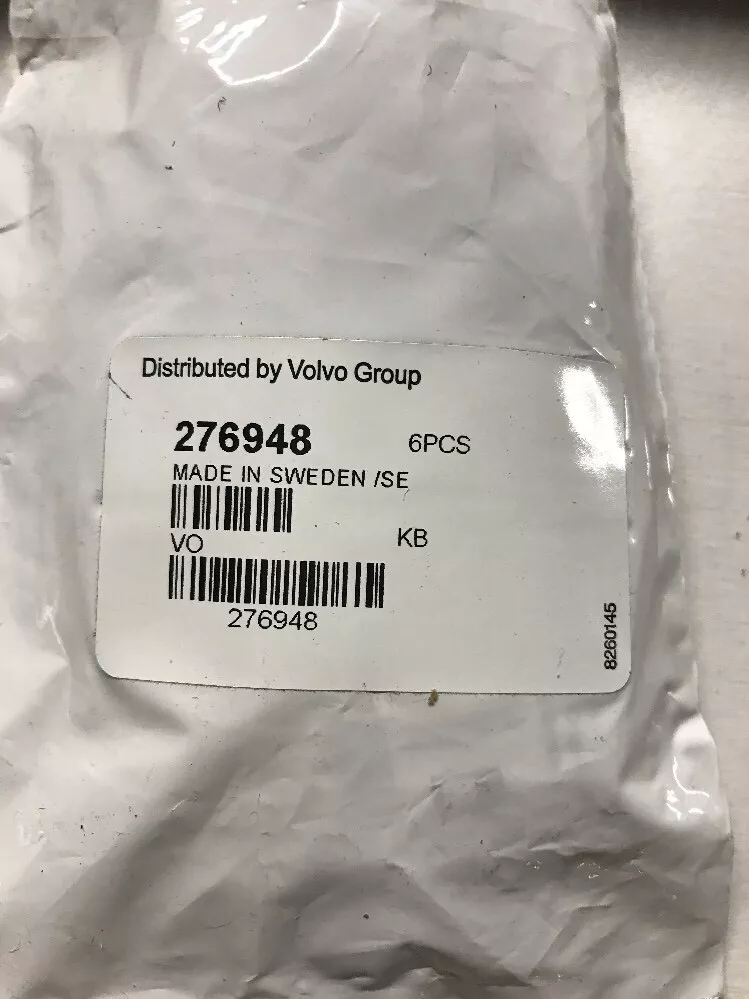 Distributed by Volvo Group
276948 6PCS
MADE IN SWEDEN /SE
VO KB
276948
8260145